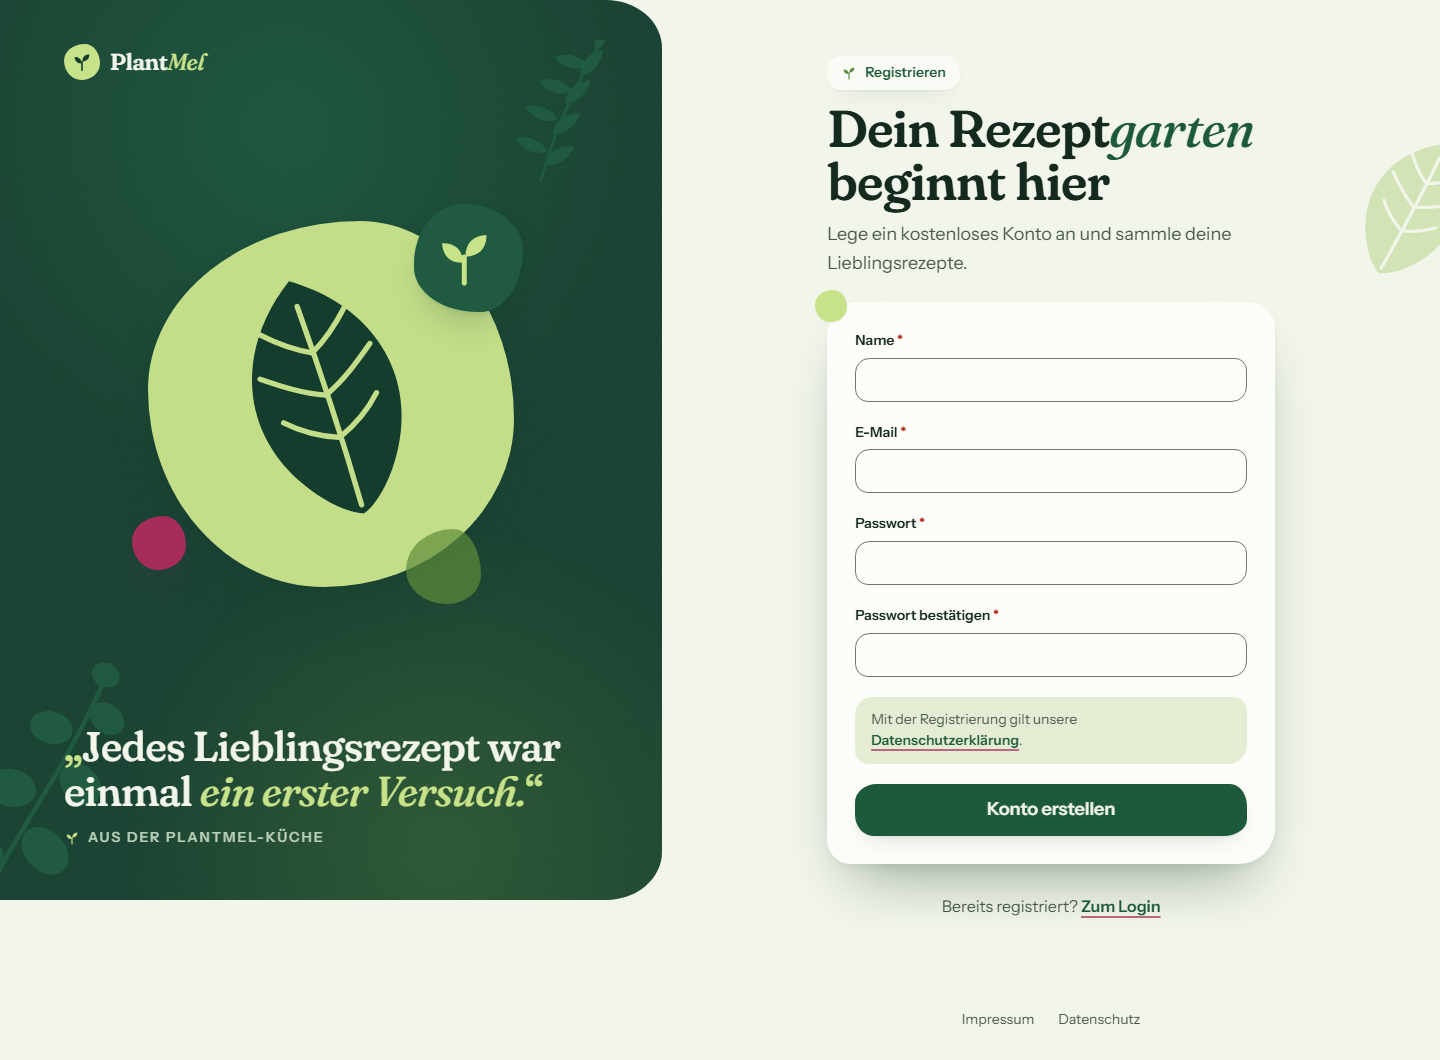 PlantMel
„Jedes Lieblingsrezept war
einmal ein erster Versuch.“
AUS DER PLANTMEL-KÜCHE
Registrieren
Dein Rezeptgarten
beginnt hier
Lege ein kostenloses Konto an und sammle deine
Lieblingsrezepte.
Name *
E-Mail *
Passwort *
Passwort bestätigen *
Mit der Registrierung gilt unsere
Datenschutzerklärung.
Konto erstellen
Bereits registriert? Zum Login
Impressum Datenschutz